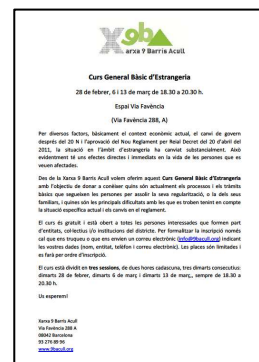 x9ba
xarxa 9 Barris Acull
Curs General Bàsic d'Estrangeria
28 de febrer, 6 i 13 de març de 18.30 a 20.30 h.
Espai Via Favència
(Via Favència 288, A)
Per diversos factors, bàsicament el context econòmic actual, el canvi de govern
després del 20 N i l'aprovació del Nou Reglament per Reial Decret del 20 d'abril del
2011, la situació en l'àmbit d'estrangeria ha canviat substancialment. Això
evidentment té uns efectes directes i immediats en la vida de les persones que es
veuen afectades.
Des de la Xarxa 9 Barris Acull volem oferim aquest Curs General Bàsic d'Estrangeria
amb l'objectiu de donar a conèixer quins són actualment els processos i els tràmits
bàsics que segueixen les persones per assolir la seva regularització, o la dels seus
familiars, i quines són les principals dificultats amb les que es troben tenint en compte
la situació específica actual i els canvis en el reglament.
El curs és gratuït i està obert a totes les persones interessades que formen part
d'entitats, col·lectius i/o institucions del districte. Per formalitzar la inscripció només
cal que ens truqueu o que ens envieu un correu electrònic (info@9bacull.org) indicant
les vostres dades (nom, entitat, telèfon i correu electrònic). Les places són limitades i
es farà per ordre d'inscripció.
El curs està dividit en tres sessions, de dues hores cadascuna, tres dimarts consecutius:
dimarts 28 de febrer, dimarts 6 de març i dimarts 13 de març,, sempre de 18.30 a
20.30 h.
Us esperem!
Xarxa 9 Barris Acull
Via Favència 288 A
08042 Barcelona
93 276 89 96
www.9bacull.org